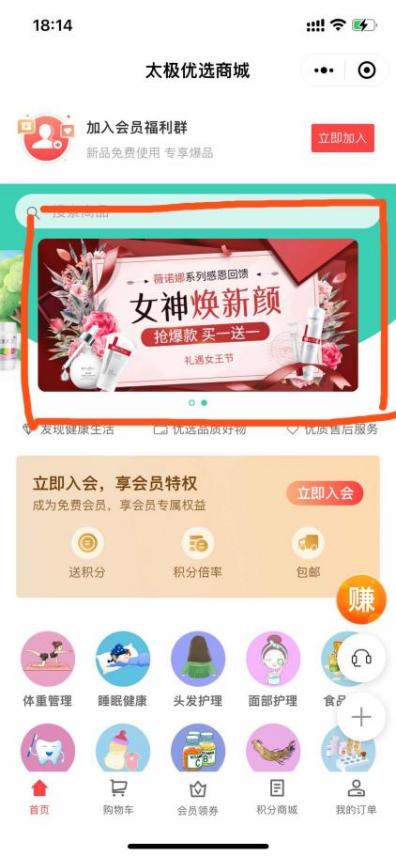 18:14
太极优选商城
加入会员福利群
新品免费使用 专享爆品
立即加入
搜索商品
薇诺娜系列感恩回馈
女神焕新颜
抢爆款 买一送一
礼遇女王节
发现健康生活 优选品质好物 优质售后服务
立即入会，享会员特权
成为免费会员，享会员专属权益
立即入会
送积分 积分倍率 包邮
赚
体重管理 睡眠健康 头发护理 面部护理 食品
首页 购物车 会员领券 积分商城 我的订单